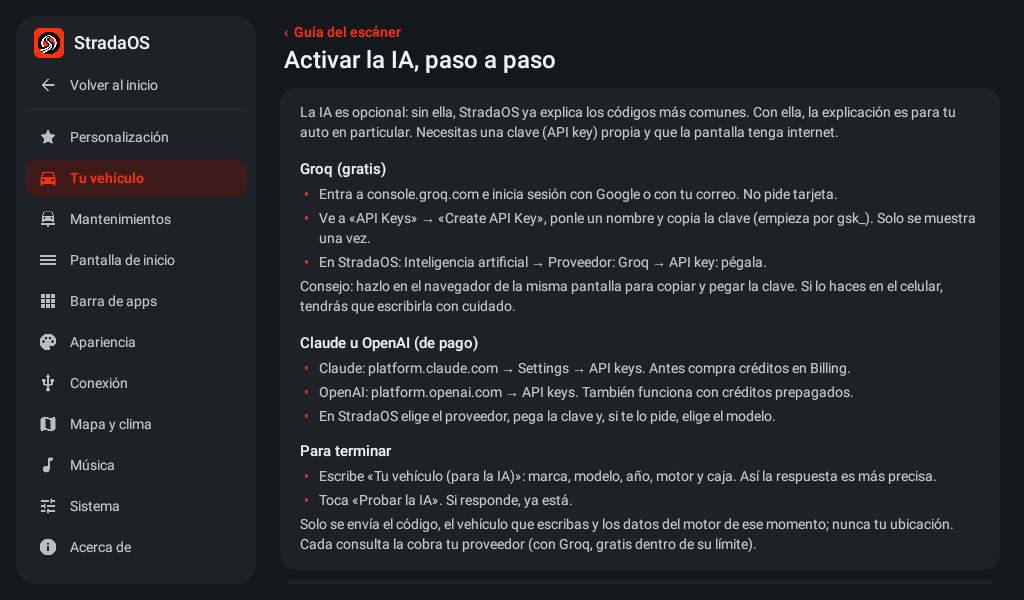 StradaOS
Volver al inicio
Personalización
Tu vehículo
Mantenimientos
Pantalla de inicio
Barra de apps
Apariencia
Conexión
Mapa y clima
Música
Sistema
Acerca de
‹ Guía del escáner
Activar la IA, paso a paso
La IA es opcional: sin ella, StradaOS ya explica los códigos más comunes. Con ella, la explicación es para tu
auto en particular. Necesitas una clave (API key) propia y que la pantalla tenga internet.
Groq (gratis)
• Entra a console.groq.com e inicia sesión con Google o con tu correo. No pide tarjeta.
• Ve a «API Keys» → «Create API Key», ponle un nombre y copia la clave (empieza por gsk_). Solo se muestra
una vez.
• En StradaOS: Inteligencia artificial → Proveedor: Groq → API key: pégala.
Consejo: hazlo en el navegador de la misma pantalla para copiar y pegar la clave. Si lo haces en el celular,
tendrás que escribirla con cuidado.
Claude u OpenAI (de pago)
• Claude: platform.claude.com → Settings → API keys. Antes compra créditos en Billing.
• OpenAI: platform.openai.com → API keys. También funciona con créditos prepagados.
• En StradaOS elige el proveedor, pega la clave y, si te lo pide, elige el modelo.
Para terminar
• Escribe «Tu vehículo (para la IA)»: marca, modelo, año, motor y caja. Así la respuesta es más precisa.
• Toca «Probar la IA». Si responde, ya está.
Solo se envía el código, el vehículo que escribas y los datos del motor de ese momento; nunca tu ubicación.
Cada consulta la cobra tu proveedor (con Groq, gratis dentro de su límite).